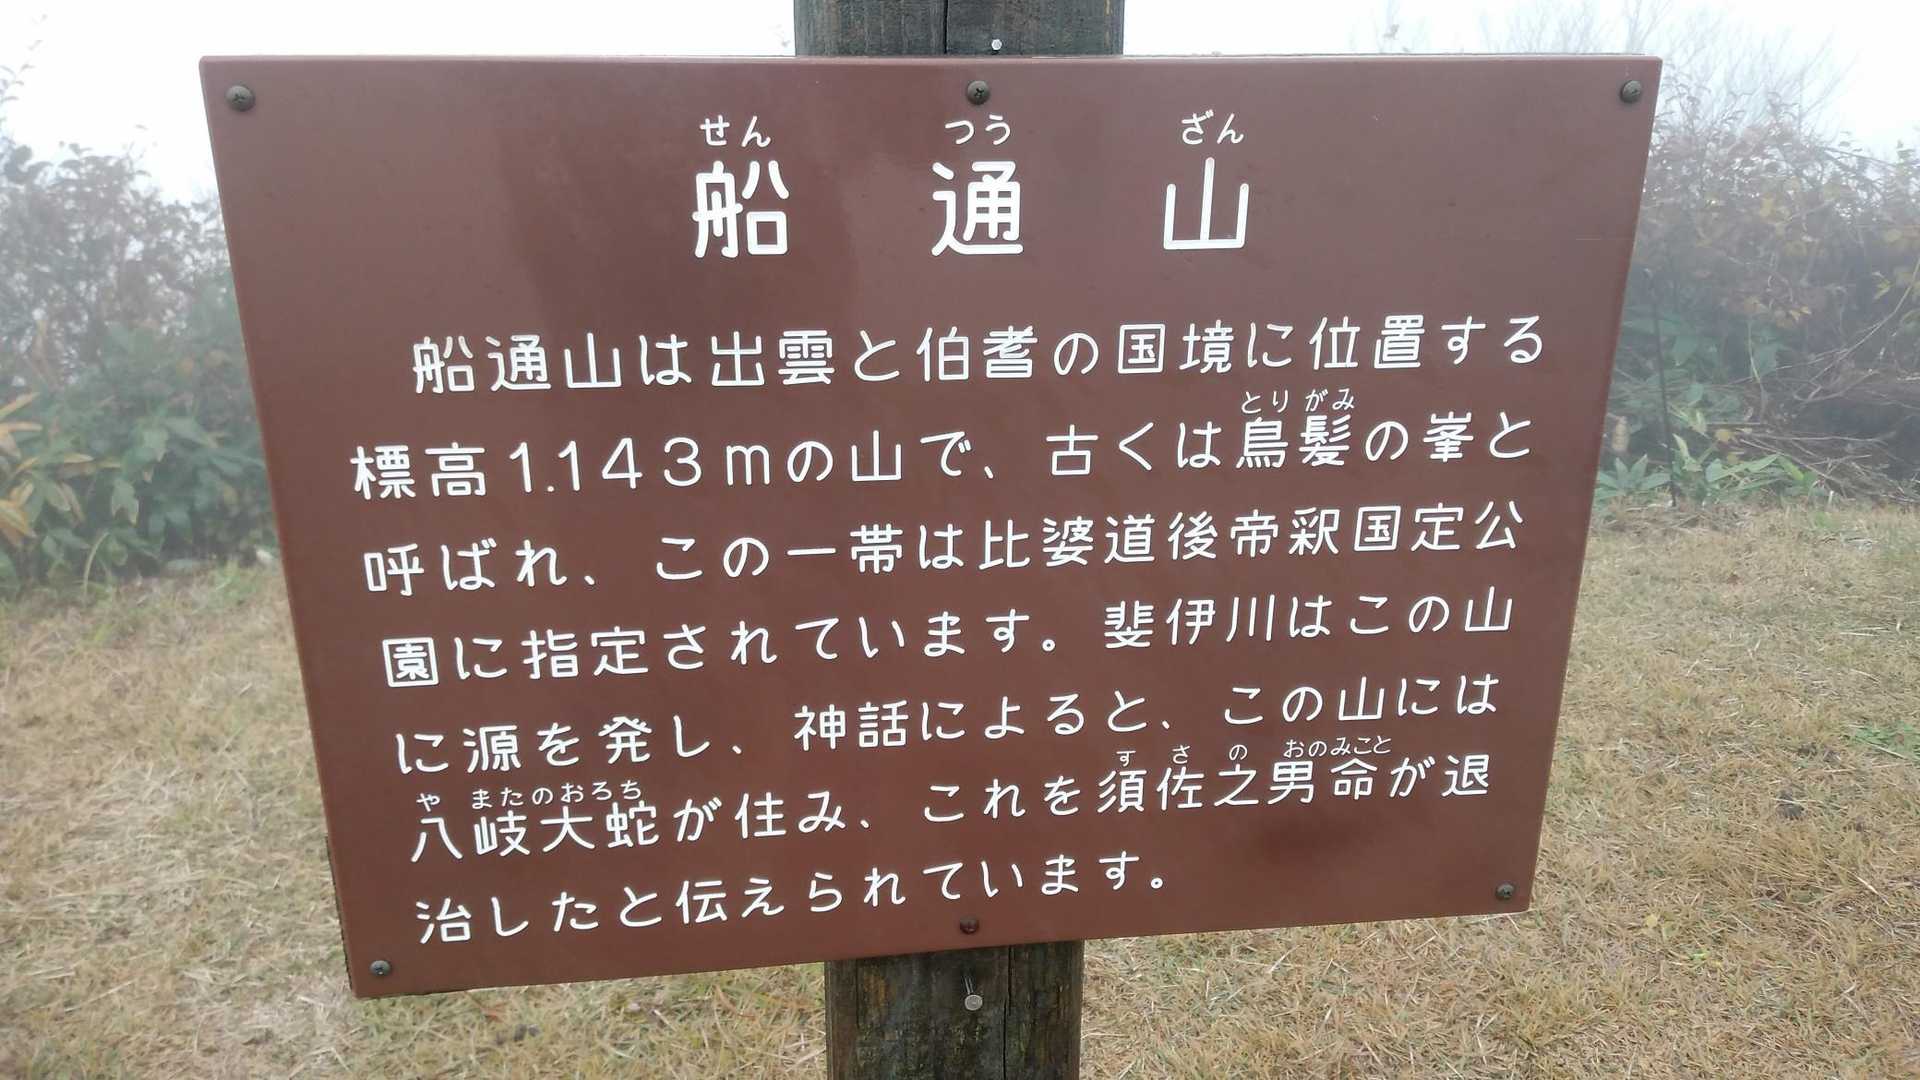 せん つう ざん
船 通 山
船通山は出雲と伯耆の国境に位置する
とり がみ
標高1.143mの山で、古くは鳥髪の峯と
呼ばれ、この一帯は比婆道後帝釈国定公
園に指定されています。斐伊川はこの山
に源を発し、神話によると、この山には
や またのおろち す さ の おのみこと
八岐大蛇が住み、これを須佐之男命が退
治したと伝えられています。